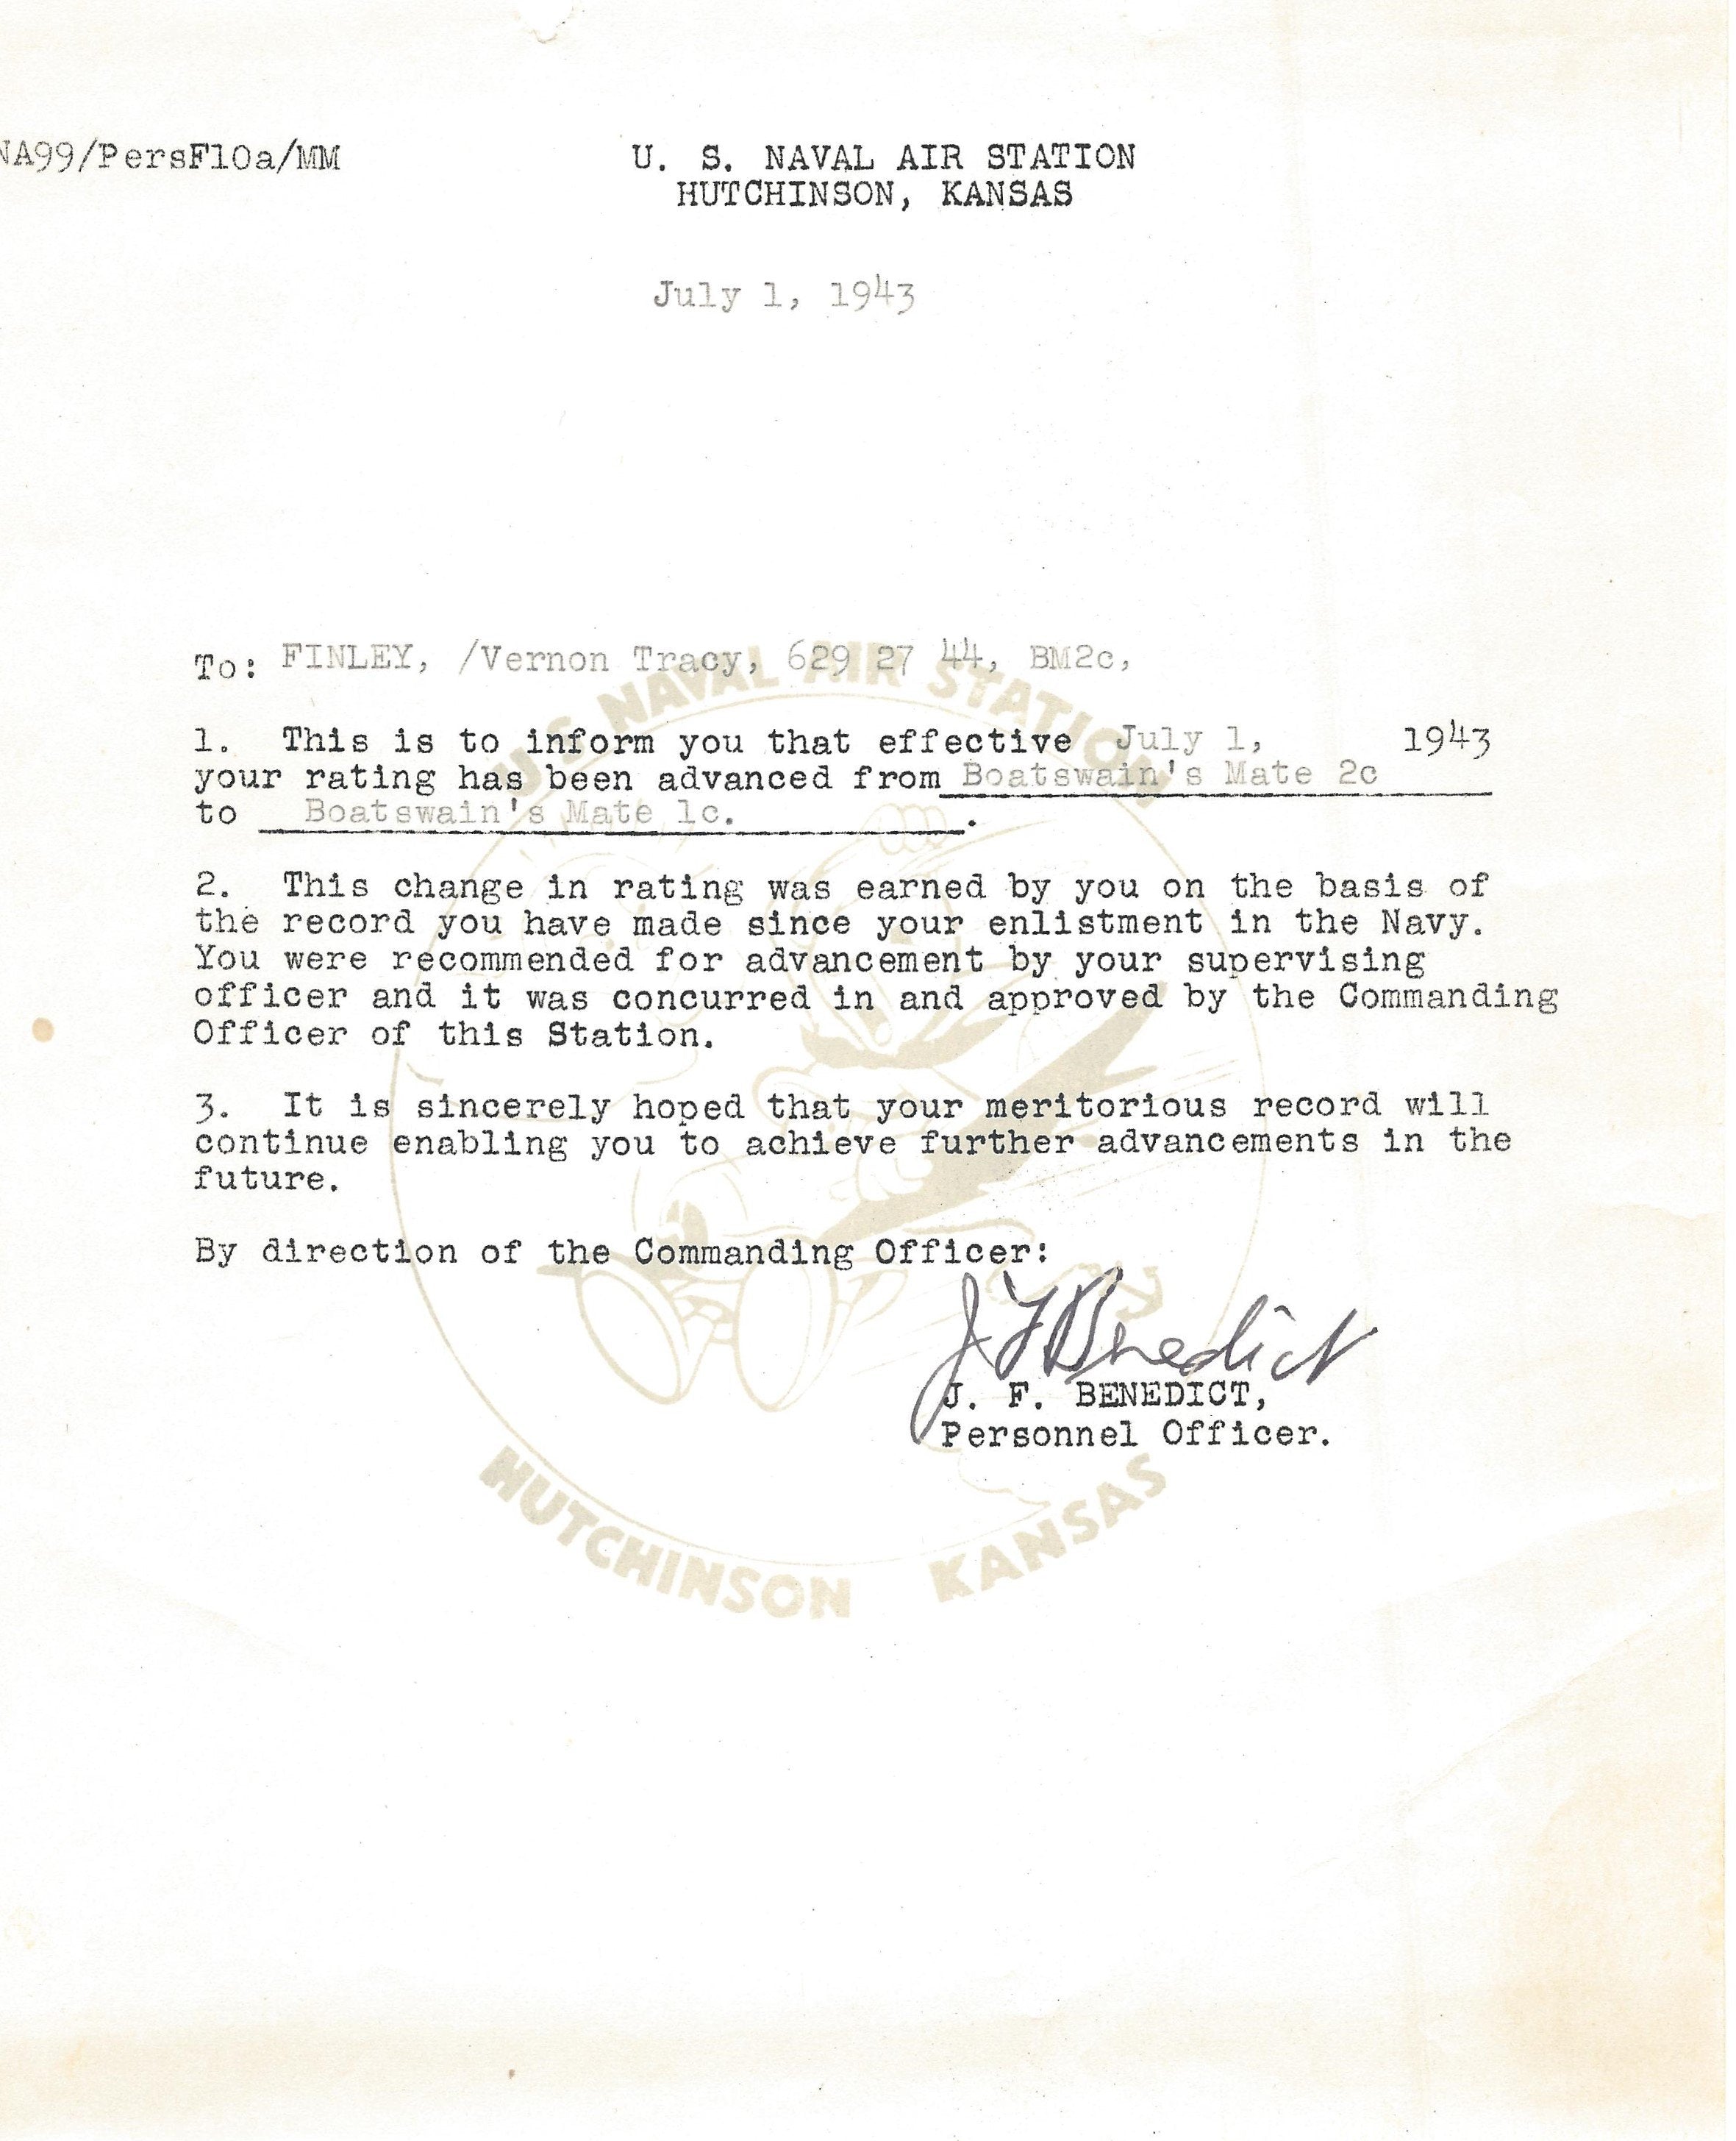 NA99/PersF10a/MM
U. S. NAVAL AIR STATION
HUTCHINSON, KANSAS
July 1, 1943
To: FINLEY, /Vernon Tracy, 629 27 44, BM2c,
U.S. NAVAL AIR STATION
1. This is to inform you that effective July 1, 1943
your rating has been advanced from Boatswain's Mate 2c
to Boatswain's Mate 1c. .
2. This change in rating was earned by you on the basis of
the record you have made since your enlistment in the Navy.
You were recommended for advancement by your supervising
officer and it was concurred in and approved by the Commanding
Officer of this Station.
3. It is sincerely hoped that your meritorious record will
continue enabling you to achieve further advancements in the
future.
By direction of the Commanding Officer:
J F Benedict
J. F. BENEDICT,
Personnel Officer.
HUTCHINSON KANSAS